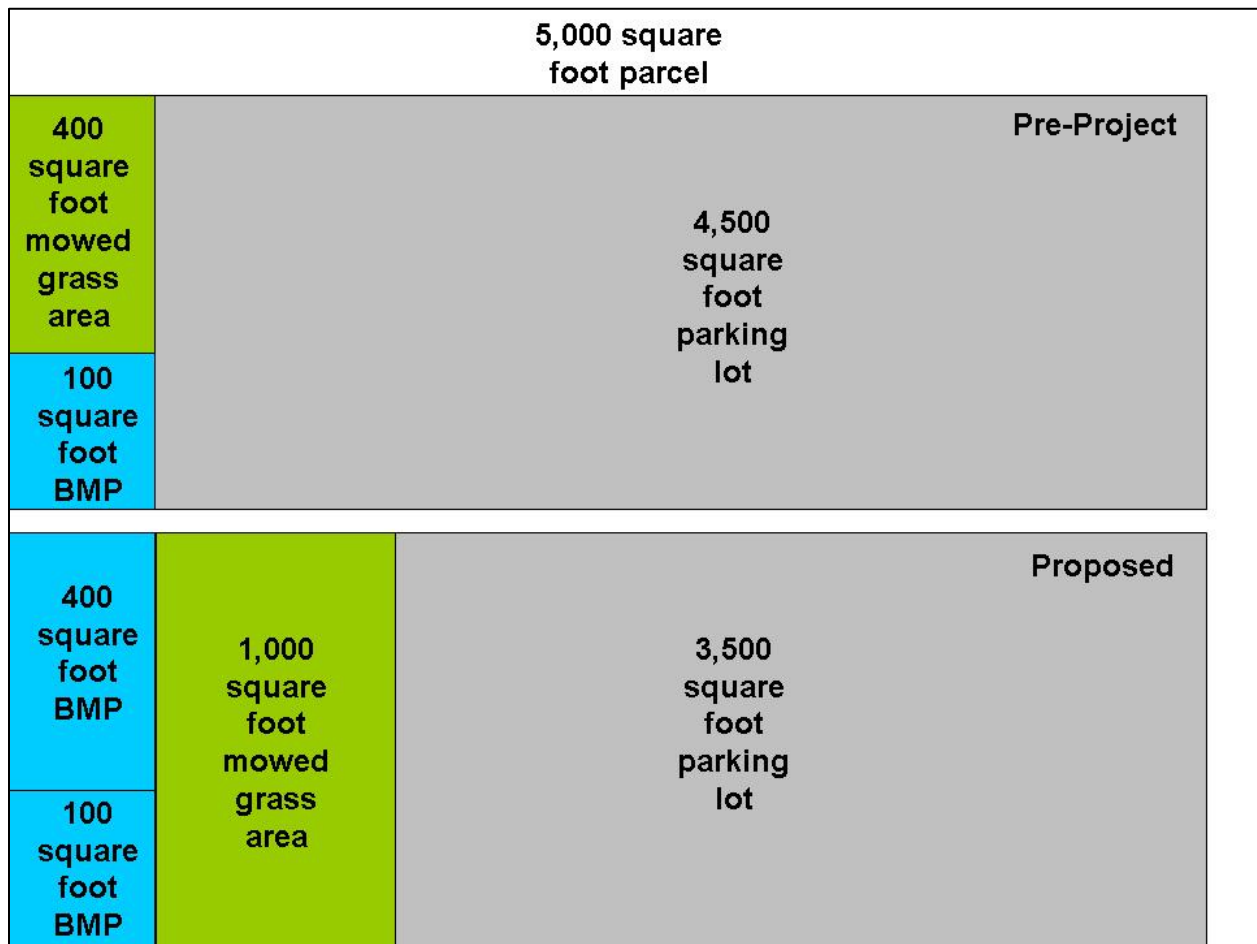 5,000 square
foot parcel
Pre-Project
400
square
foot
mowed
grass
area
100
square
foot
BMP
4,500
square
foot
parking
lot
Proposed
400
square
foot
BMP
100
square
foot
BMP
1,000
square
foot
mowed
grass
area
3,500
square
foot
parking
lot